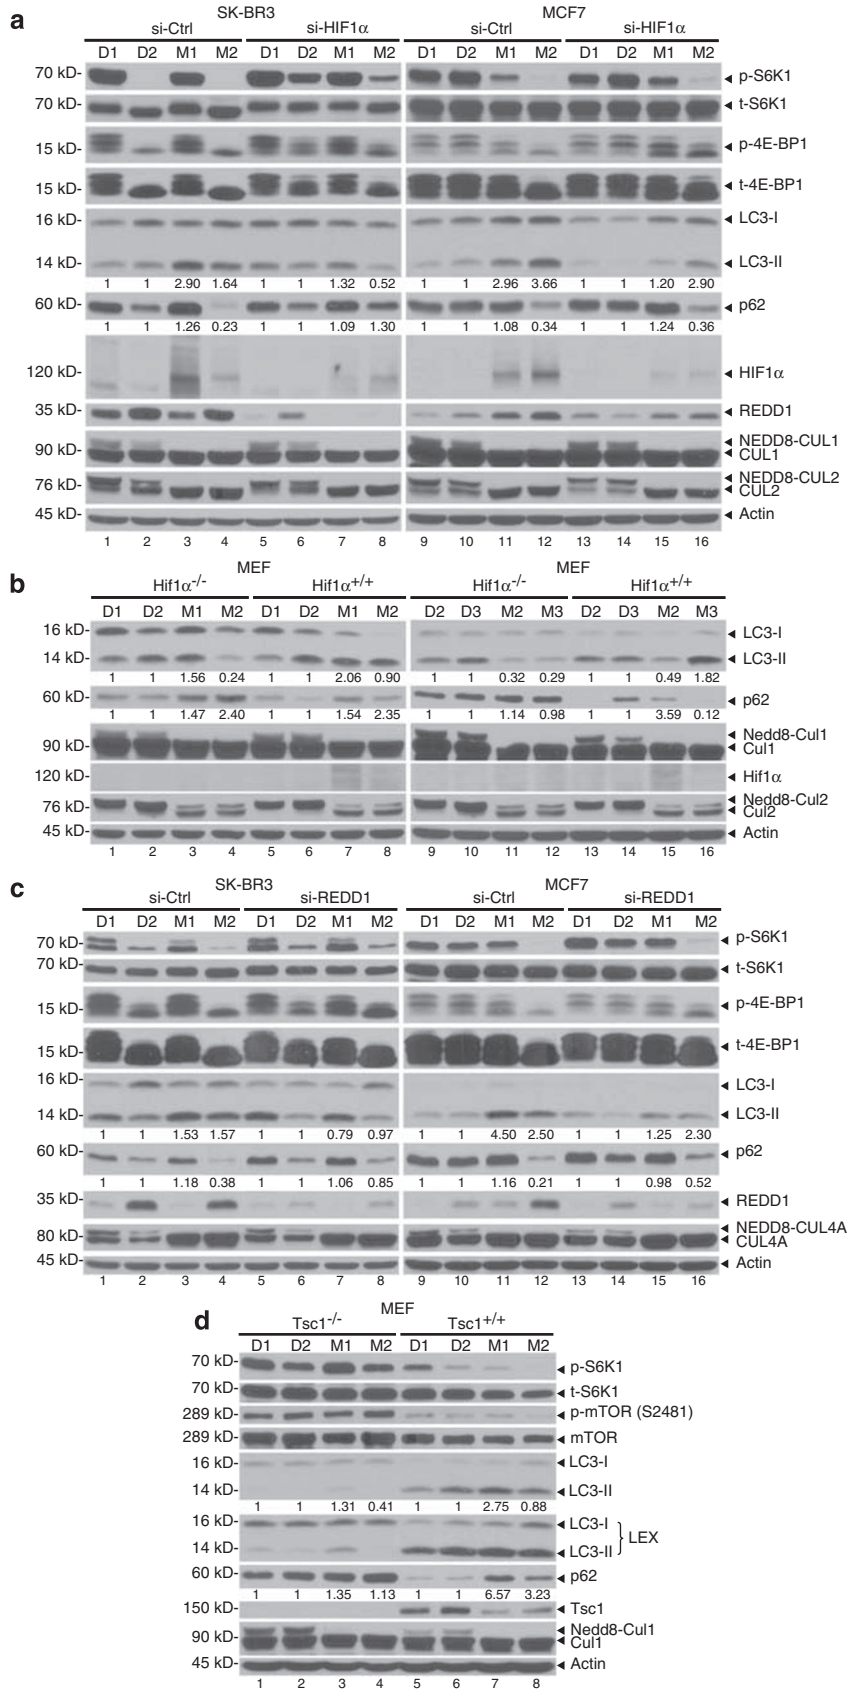 a
SK-BR3 MCF7
si-Ctrl si-HIF1α si-Ctrl si-HIF1α
D1 D2 M1 M2 D1 D2 M1 M2 D1 D2 M1 M2 D1 D2 M1 M2
70 kD- p-S6K1
70 kD- t-S6K1
15 kD- p-4E-BP1
15 kD- t-4E-BP1
16 kD- LC3-I
14 kD- LC3-II
1 1 2.90 1.64 1 1 1.32 0.52 1 1 2.96 3.66 1 1 1.20 2.90
60 kD- p62
1 1 1.26 0.23 1 1 1.09 1.30 1 1 1.08 0.34 1 1 1.24 0.36
120 kD- HIF1α
35 kD- REDD1
NEDD8-CUL1
90 kD- CUL1
76 kD- NEDD8-CUL2
CUL2
45 kD- Actin
1 2 3 4 5 6 7 8 9 10 11 12 13 14 15 16
b
MEF MEF
Hif1α-/- Hif1α+/+ Hif1α-/- Hif1α+/+
D1 D2 M1 M2 D1 D2 M1 M2 D2 D3 M2 M3 D2 D3 M2 M3
16 kD- LC3-I
14 kD- LC3-II
1 1 1.56 0.24 1 1 2.06 0.90 1 1 0.32 0.29 1 1 0.49 1.82
60 kD- p62
1 1 1.47 2.40 1 1 1.54 2.35 1 1 1.14 0.98 1 1 3.59 0.12
Nedd8-Cul1
90 kD- Cul1
120 kD- Hif1α
76 kD- Nedd8-Cul2
Cul2
45 kD- Actin
1 2 3 4 5 6 7 8 9 10 11 12 13 14 15 16
c
SK-BR3 MCF7
si-Ctrl si-REDD1 si-Ctrl si-REDD1
D1 D2 M1 M2 D1 D2 M1 M2 D1 D2 M1 M2 D1 D2 M1 M2
70 kD- p-S6K1
70 kD- t-S6K1
15 kD- p-4E-BP1
15 kD- t-4E-BP1
16 kD- LC3-I
14 kD- LC3-II
1 1 1.53 1.57 1 1 0.79 0.97 1 1 4.50 2.50 1 1 1.25 2.30
60 kD- p62
1 1 1.18 0.38 1 1 1.06 0.85 1 1 1.16 0.21 1 1 0.98 0.52
35 kD- REDD1
NEDD8-CUL4A
80 kD- CUL4A
45 kD- Actin
1 2 3 4 5 6 7 8 9 10 11 12 13 14 15 16
d
MEF
Tsc1-/- Tsc1+/+
D1 D2 M1 M2 D1 D2 M1 M2
70 kD- p-S6K1
70 kD- t-S6K1
289 kD- p-mTOR (S2481)
289 kD- mTOR
16 kD- LC3-I
14 kD- LC3-II
1 1 1.31 0.41 1 1 2.75 0.88
16 kD- LC3-I
LEX
14 kD- LC3-II
60 kD- p62
1 1 1.35 1.13 1 1 6.57 3.23
150 kD- Tsc1
Nedd8-Cul1
90 kD- Cul1
45 kD- Actin
1 2 3 4 5 6 7 8